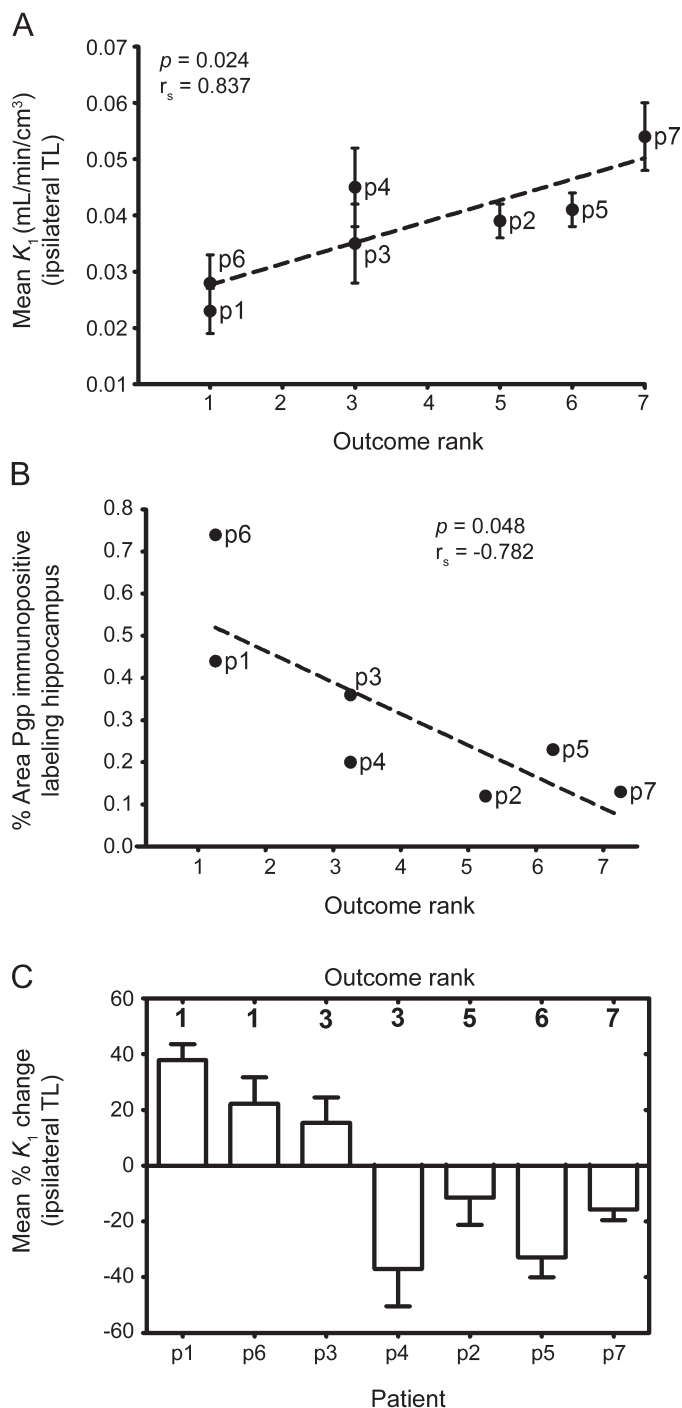 A
Mean K1 (mL/min/cm3)
(ipsilateral TL)
0.07
0.06
0.05
0.04
0.03
0.02
0.01
p = 0.024
rs = 0.837
p7
p4
p2
p5
p3
p6
p1
1 2 3 4 5 6 7
Outcome rank
B
% Area Pgp immunopositive
labeling hippocampus
0.8
0.7
0.6
0.5
0.4
0.3
0.2
0.1
0.0
p = 0.048
rs = -0.782
p6
p1
p3
p4
p5
p2
p7
1 2 3 4 5 6 7
Outcome rank
C
Outcome rank
Mean % K1 change
(ipsilateral TL)
60
40
20
0
-20
-40
-60
1 1 3 3 5 6 7
p1 p6 p3 p4 p2 p5 p7
Patient